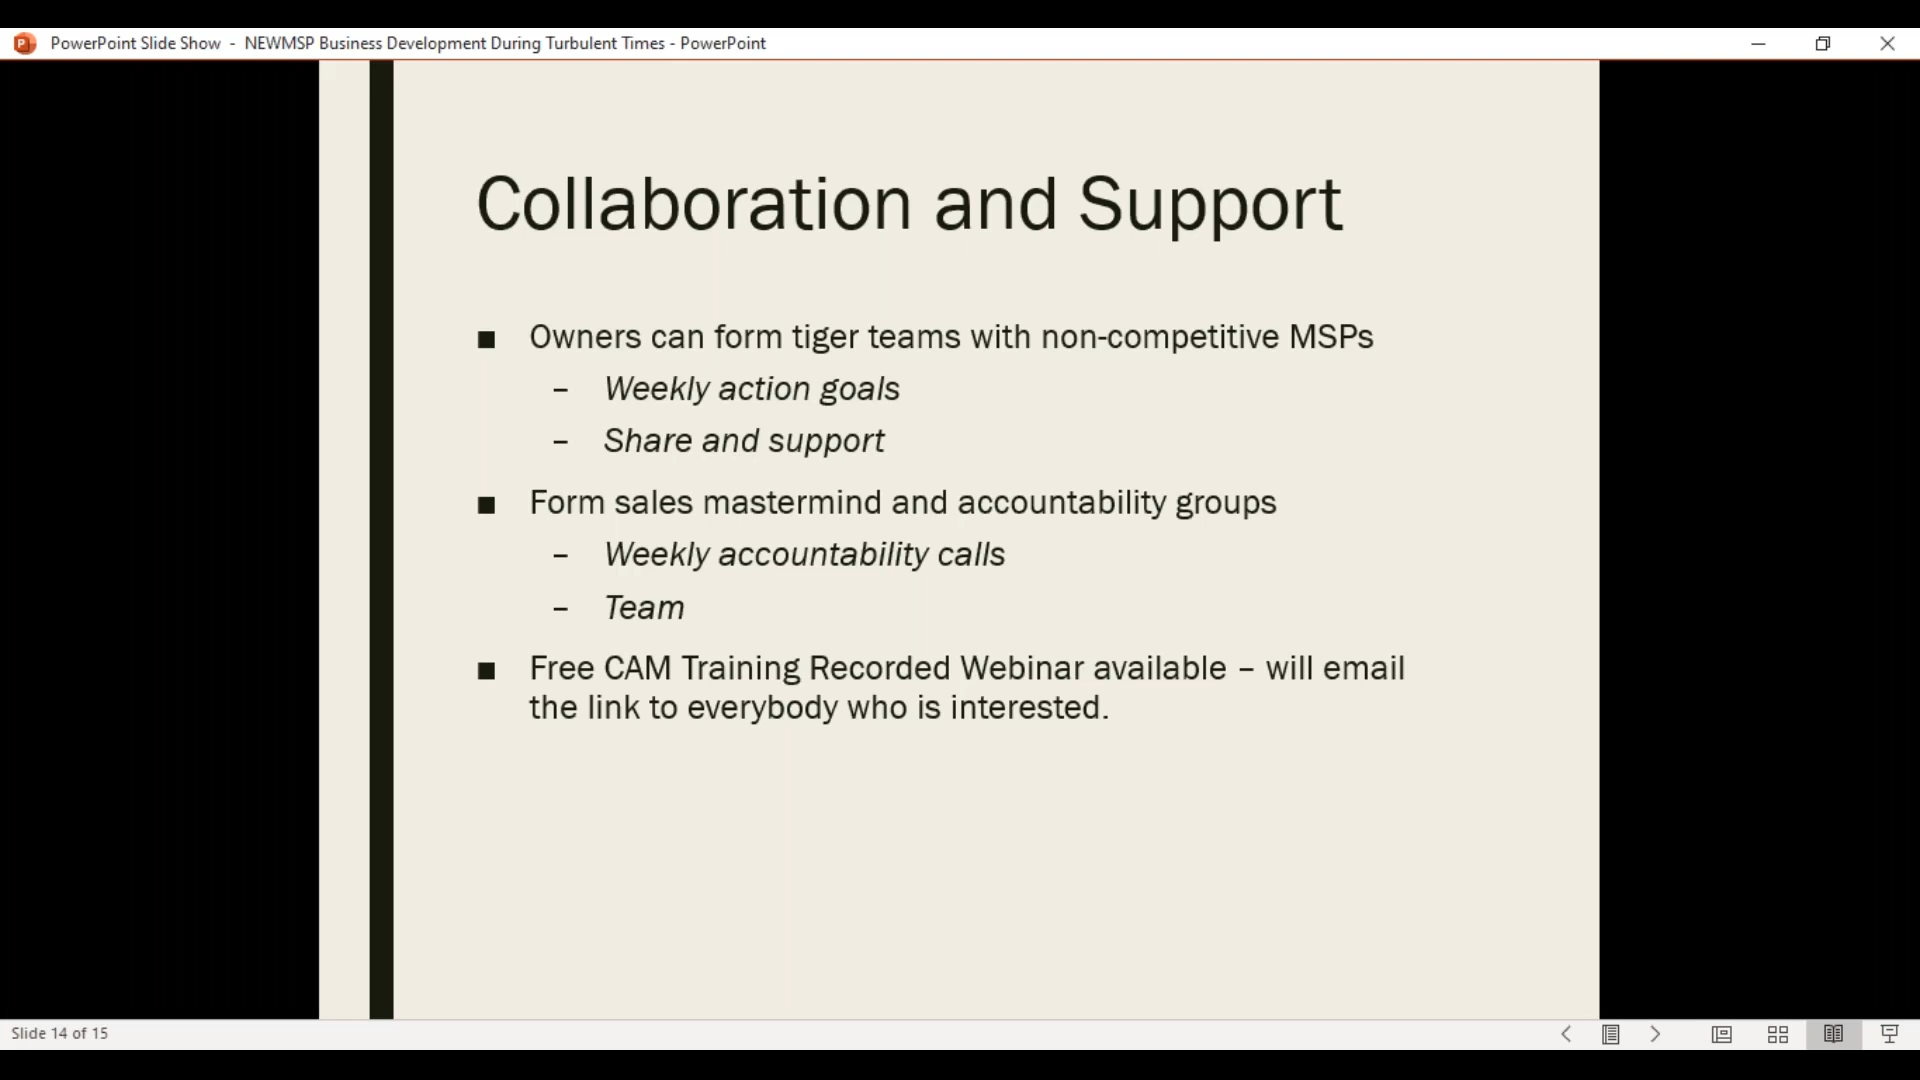 PowerPoint Slide Show - NEWMSP Business Development During Turbulent Times - PowerPoint
Collaboration and Support
■ Owners can form tiger teams with non-competitive MSPs
– Weekly action goals
– Share and support
■ Form sales mastermind and accountability groups
– Weekly accountability calls
– Team
■ Free CAM Training Recorded Webinar available – will email
the link to everybody who is interested.
Slide 14 of 15